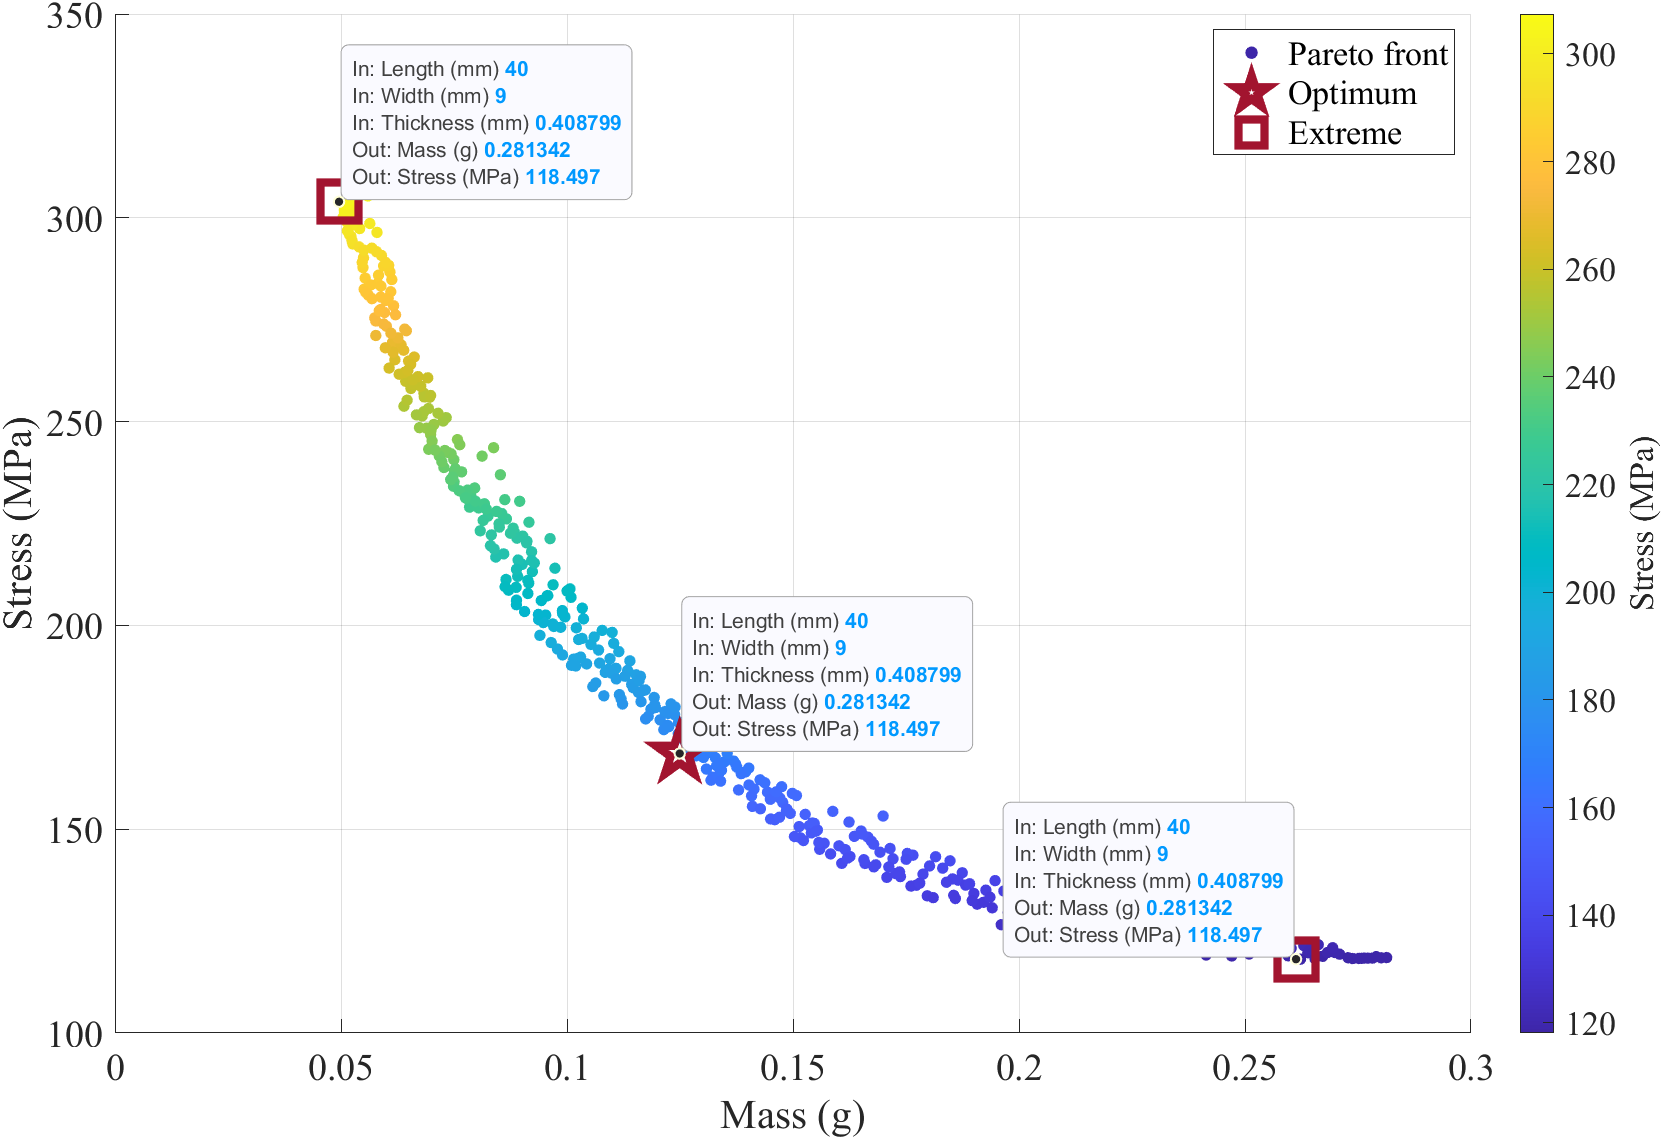 350
300
250
200
150
100
Stress (MPa)
0
0.05
0.1
0.15
0.2
0.25
0.3
Mass (g)
In: Length (mm) 40
In: Width (mm) 9
In: Thickness (mm) 0.408799
Out: Mass (g) 0.281342
Out: Stress (MPa) 118.497
In: Length (mm) 40
In: Width (mm) 9
In: Thickness (mm) 0.408799
Out: Mass (g) 0.281342
Out: Stress (MPa) 118.497
In: Length (mm) 40
In: Width (mm) 9
In: Thickness (mm) 0.408799
Out: Mass (g) 0.281342
Out: Stress (MPa) 118.497
Pareto front
Optimum
Extreme
300
280
260
240
220
200
180
160
140
120
Stress (MPa)